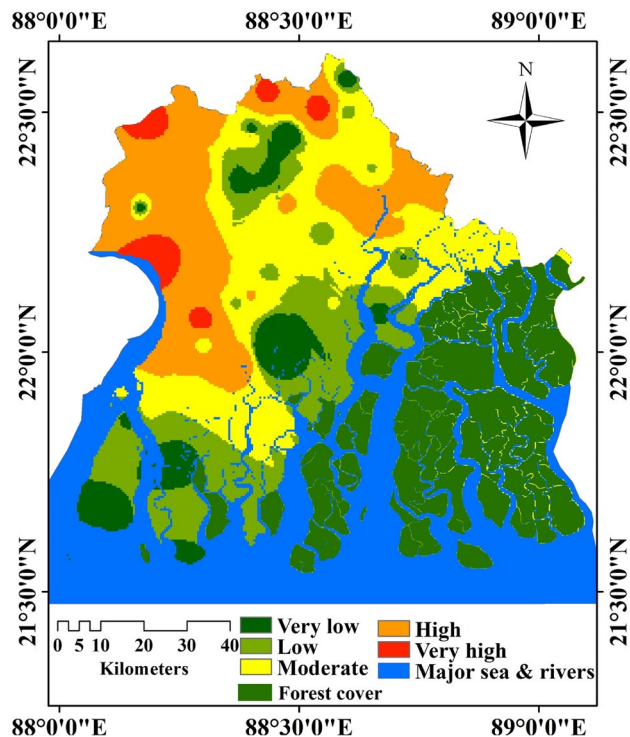 88°0'0"E 88°30'0"E 89°0'0"E
N
22°30'0"N 22°30'0"N
22°0'0"N 22°0'0"N
21°30'0"N 21°30'0"N
0 5 10 20 30 40
Kilometers
Very low High
Low Very high
Moderate Major sea & rivers
Forest cover
88°0'0"E 88°30'0"E 89°0'0"E